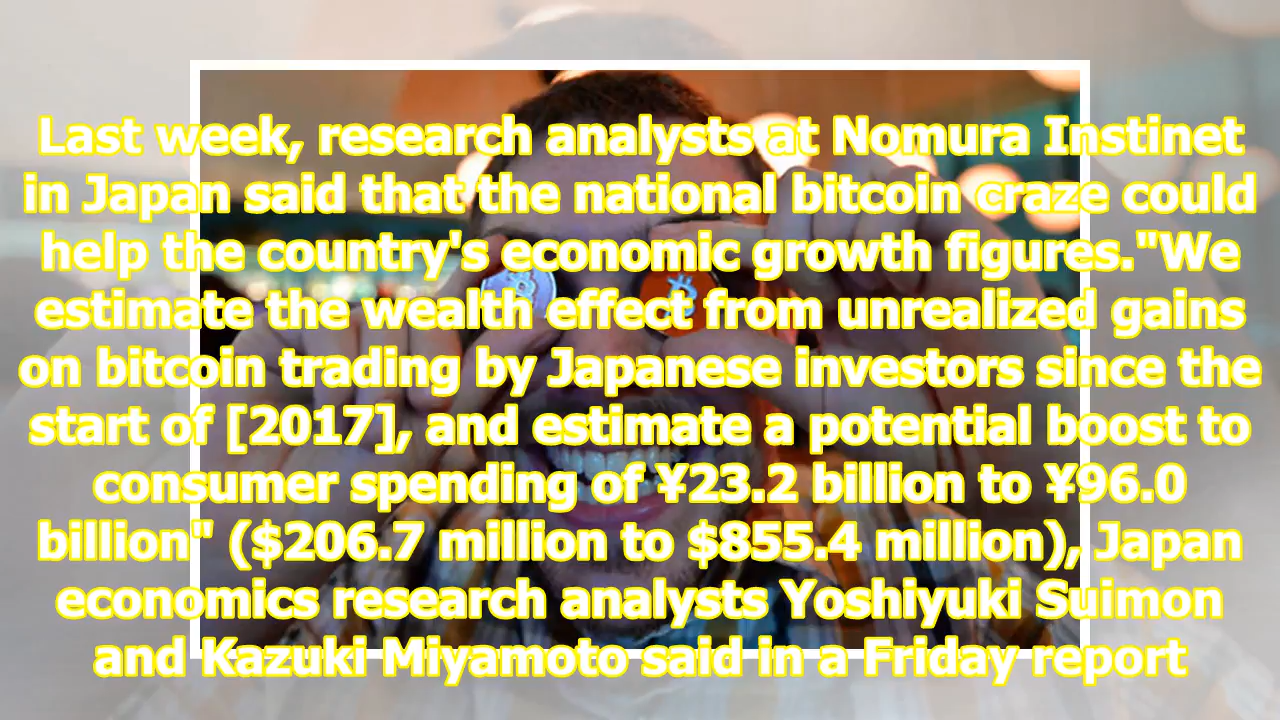 Last week, research analysts at Nomura Instinet
in Japan said that the national bitcoin craze could
help the country's economic growth figures."We
estimate the wealth effect from unrealized gains
on bitcoin trading by Japanese investors since the
start of [2017], and estimate a potential boost to
consumer spending of ¥23.2 billion to ¥96.0
billion" ($206.7 million to $855.4 million), Japan
economics research analysts Yoshiyuki Suimon
and Kazuki Miyamoto said in a Friday report